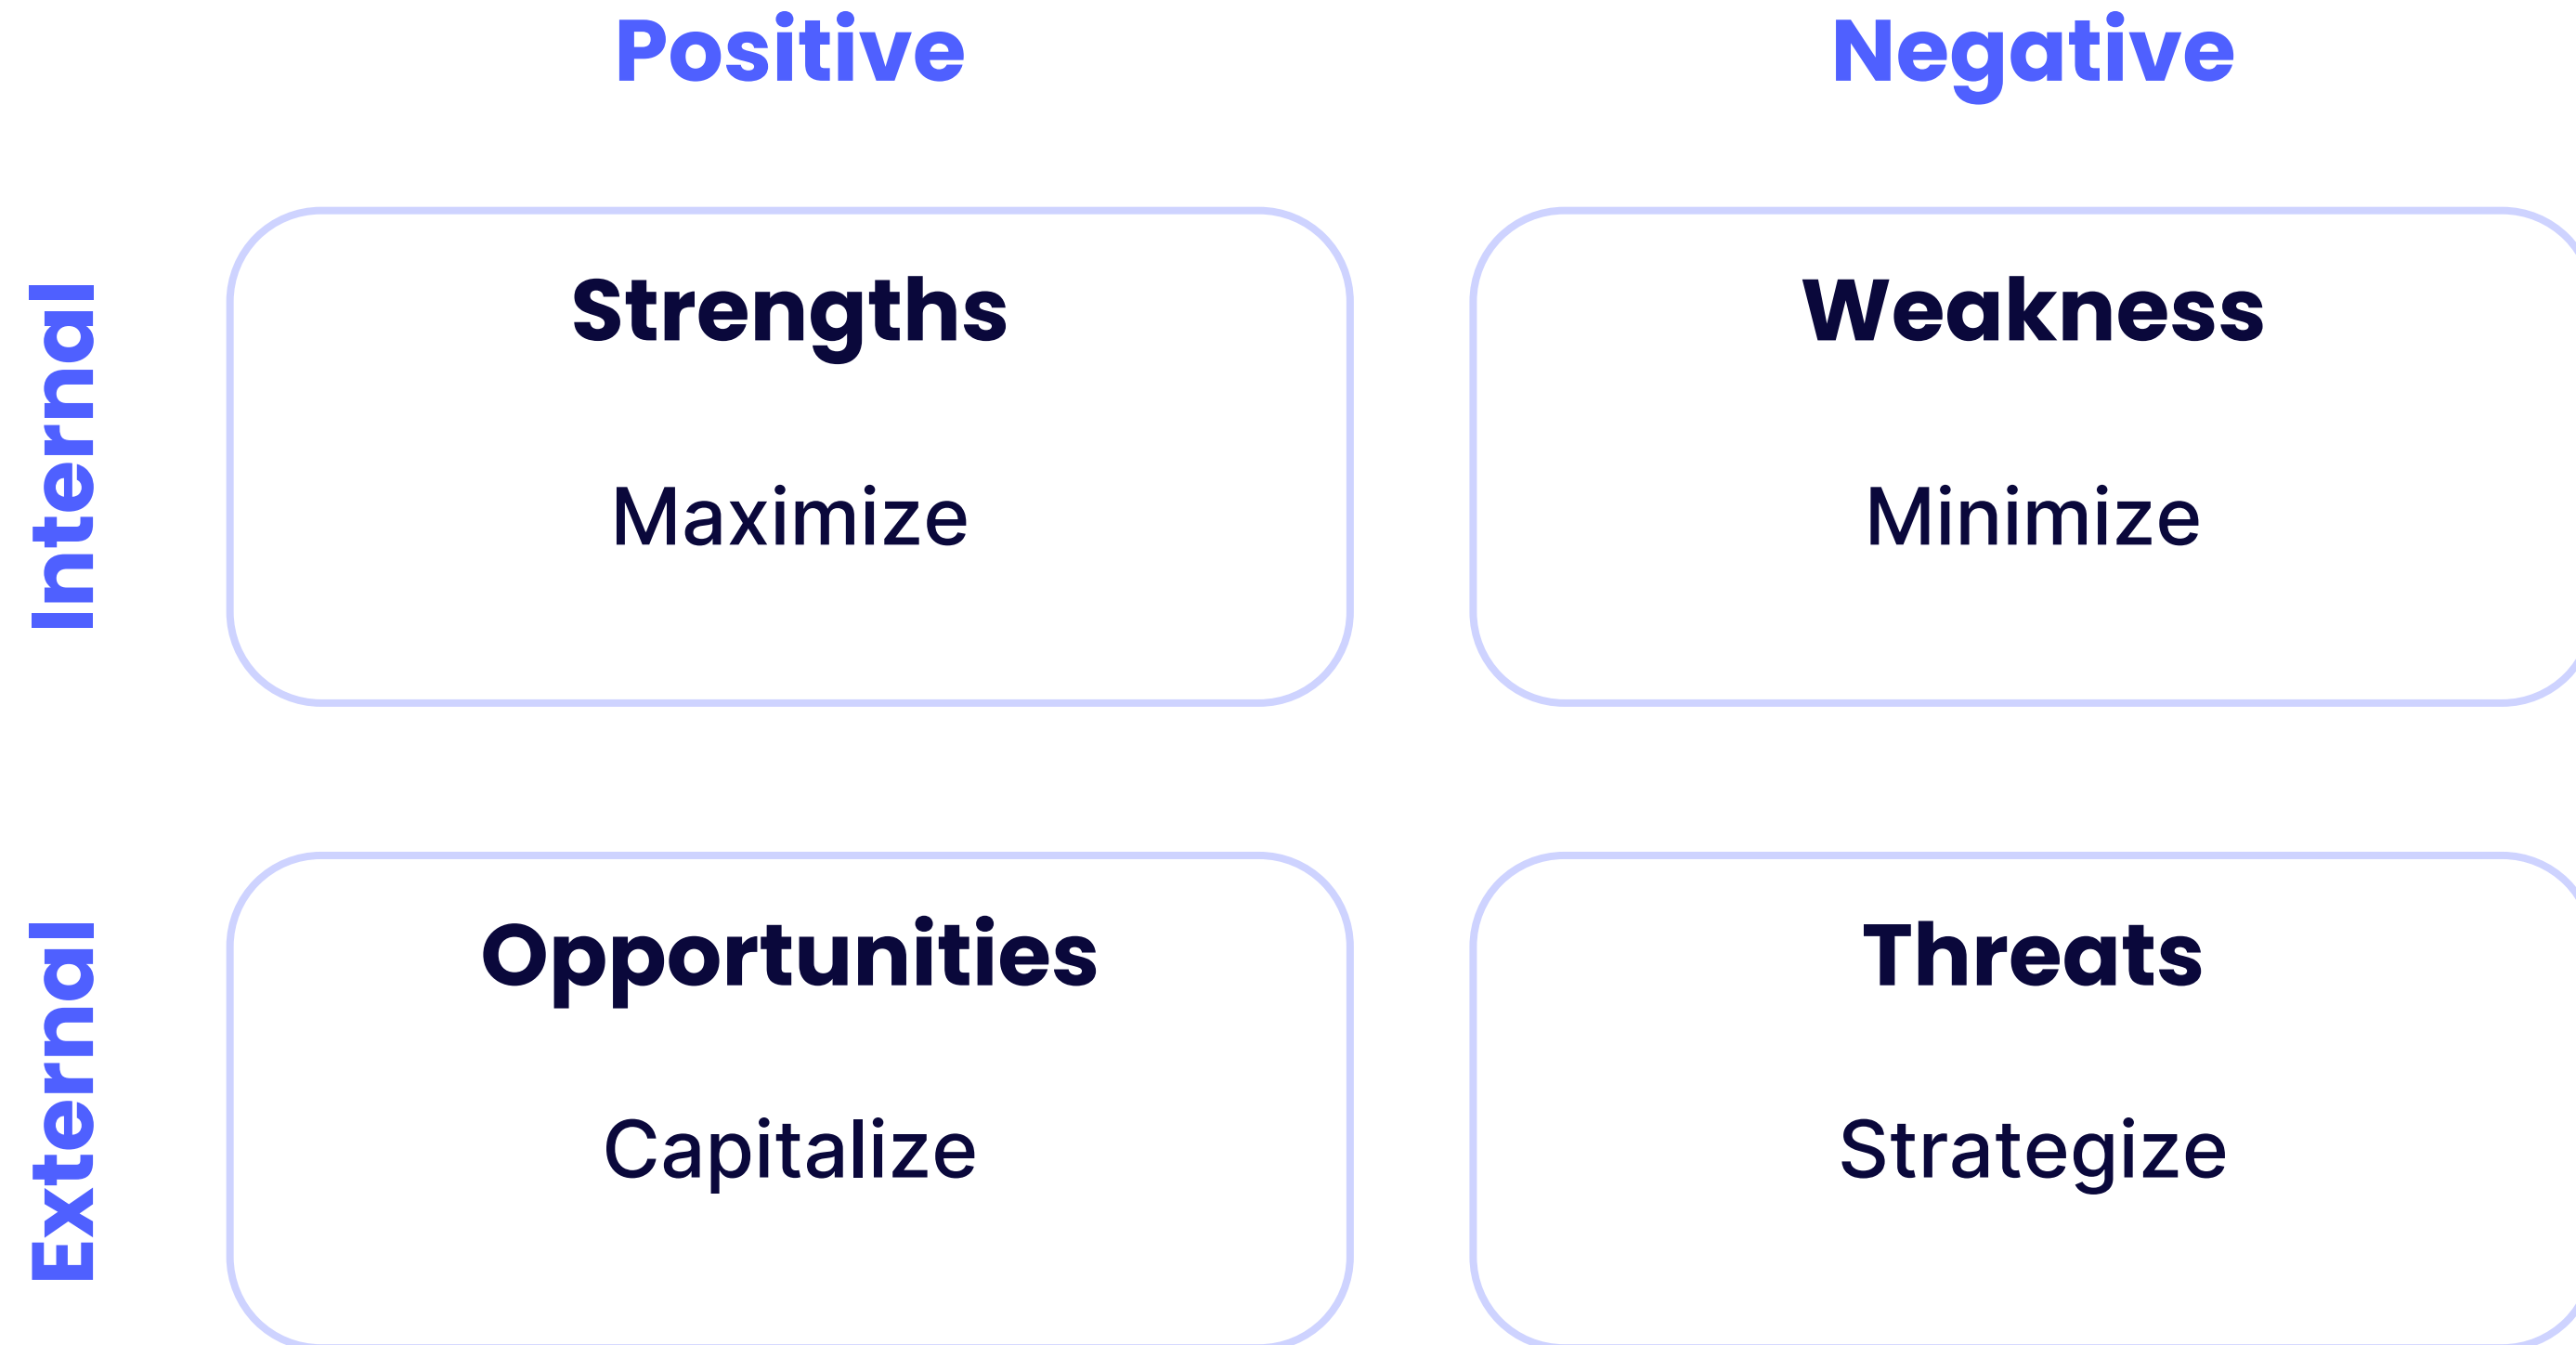 Positive
Negative
Internal
Strengths
Maximize
Weakness
Minimize
External
Opportunities
Capitalize
Threats
Strategize